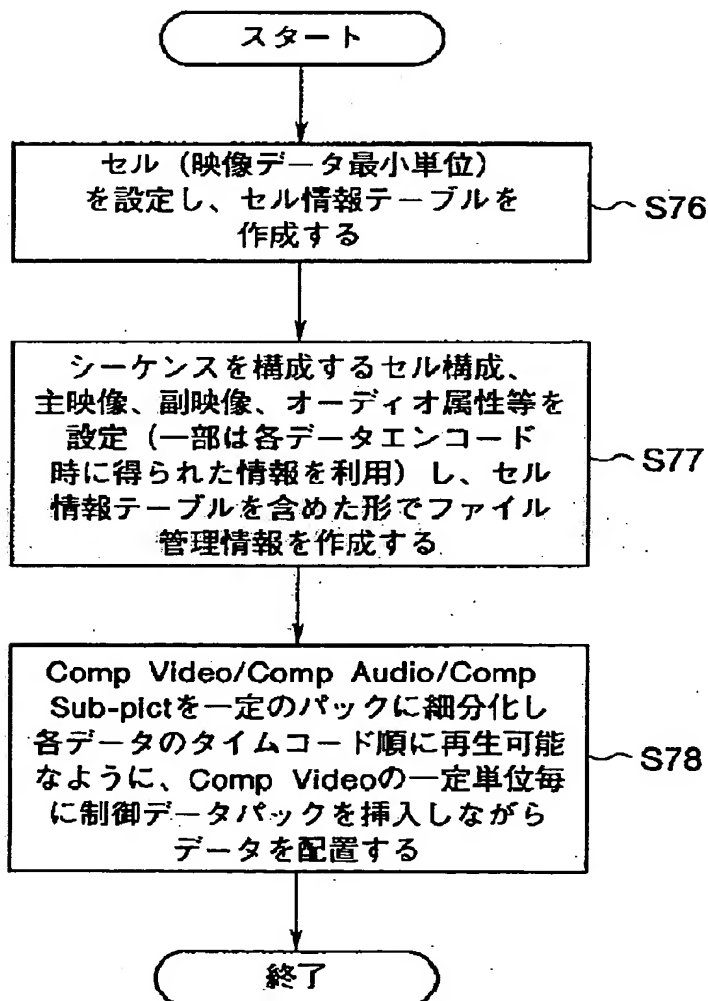 スタート
セル（映像データ最小単位）
を設定し、セル情報テーブルを
作成する
S76
シーケンスを構成するセル構成、
主映像、副映像、オーディオ属性等を
設定（一部は各データエンコード
時に得られた情報を利用）し、セル
情報テーブルを含めた形でファイル
管理情報を作成する
S77
Comp Video/Comp Audio/Comp
Sub-pictを一定のパックに細分化し
各データのタイムコード順に再生可能
なように、Comp Videoの一定単位毎
に制御データパックを挿入しながら
データを配置する
S78
終了